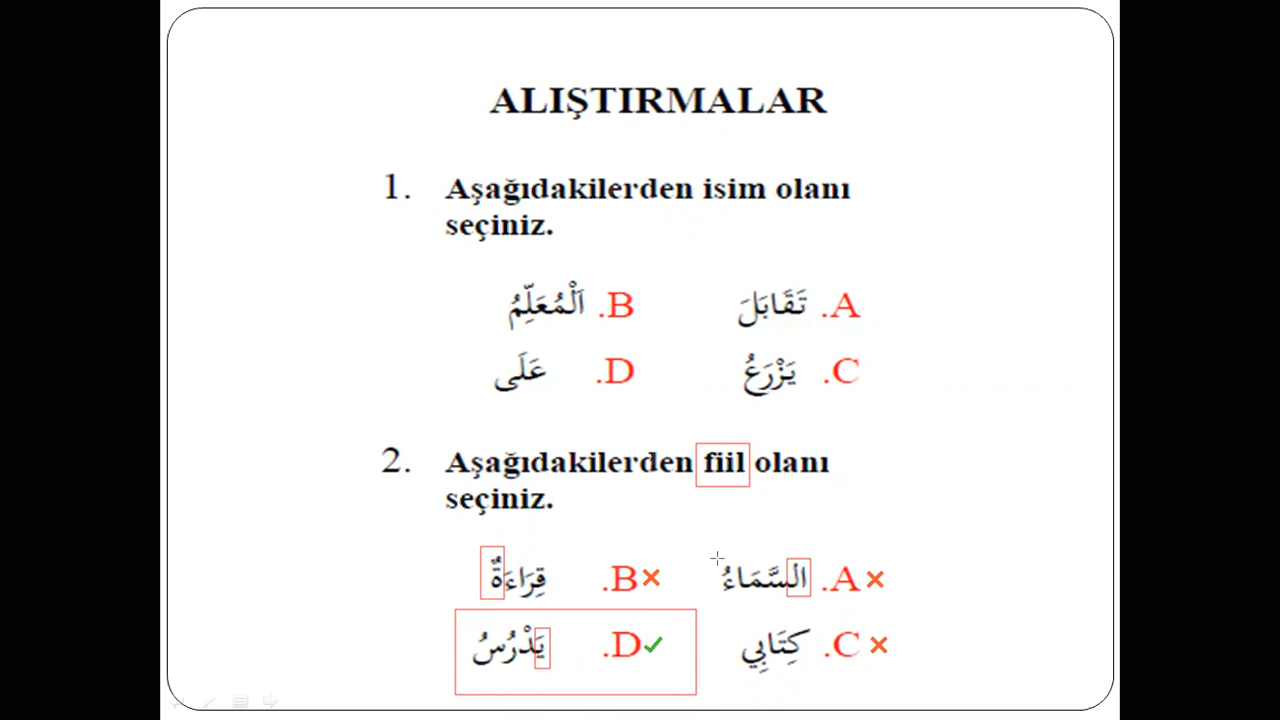 ALIŞTIRMALAR
1. Aşağıdakilerden isim olanı
seçiniz.
A. تَقَابَلَ B. اَلْمُعَلِّمُ
C. يَزْرَعُ D. عَلَى
2. Aşağıdakilerden fiil olanı
seçiniz.
A. السَّمَاءُ B. قِرَاءَةٌ
C. كِتَابِي D. يَدْرُسُ